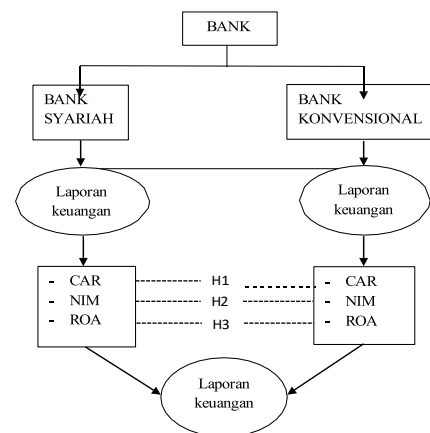 BANK
BANK
SYARIAH
BANK
KONVENSIONAL
Laporan
keuangan
Laporan
keuangan
- CAR
- NIM
- ROA
H1
H2
H3
- CAR
- NIM
- ROA
Laporan
keuangan